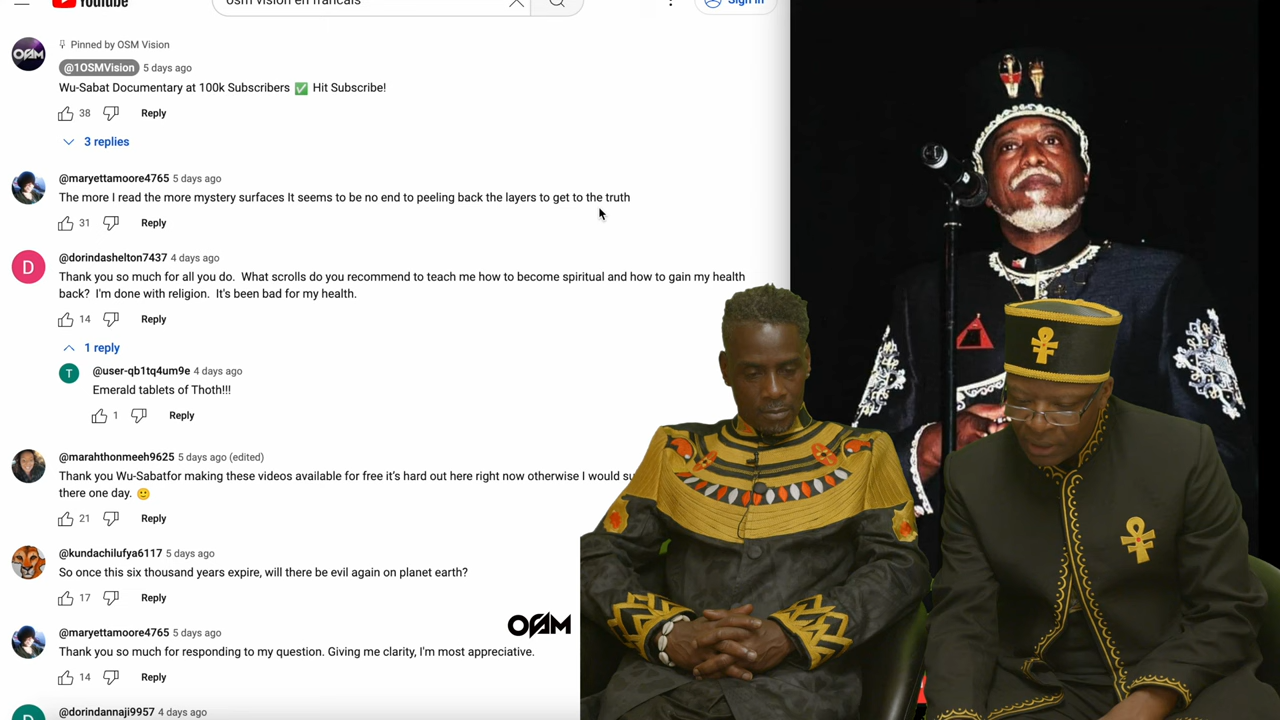 YouTube
osm vision en francais
Sign in
Pinned by OSM Vision
@1OSMVision 5 days ago
Wu-Sabat Documentary at 100k Subscribers ✅ Hit Subscribe!
38 Reply
3 replies
@maryettamoore4765 5 days ago
The more I read the more mystery surfaces It seems to be no end to peeling back the layers to get to the truth
31 Reply
D
@dorindashelton7437 4 days ago
Thank you so much for all you do. What scrolls do you recommend to teach me how to become spiritual and how to gain my health
back? I'm done with religion. It's been bad for my health.
14 Reply
1 reply
T
@user-qb1tq4um9e 4 days ago
Emerald tablets of Thoth!!!
1 Reply
@marahthonmeeh9625 5 days ago (edited)
Thank you Wu-Sabatfor making these videos available for free it's hard out here right now otherwise I would su
there one day. 🙂
21 Reply
@kundachilufya6117 5 days ago
So once this six thousand years expire, will there be evil again on planet earth?
17 Reply
OSM
@maryettamoore4765 5 days ago
Thank you so much for responding to my question. Giving me clarity, I'm most appreciative.
14 Reply
@dorindannaji9957 4 days ago